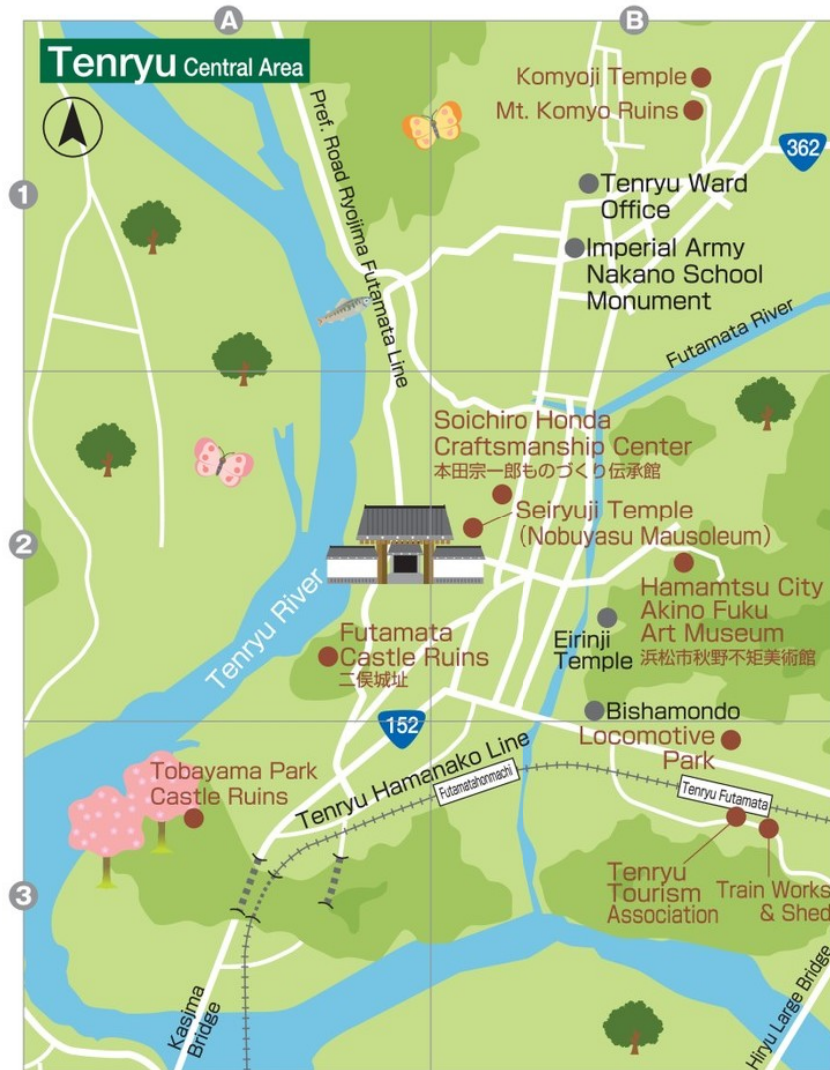 A
B
Tenryu Central Area
Komyoji Temple
Mt. Komyo Ruins
362
Pref. Road Ryojima Futamata Line
1
Tenryu Ward
Office
Imperial Army
Nakano School
Monument
Futamata River
Soichiro Honda
Craftsmanship Center
本田宗一郎ものづくり伝承館
Seiryuji Temple
(Nobuyasu Mausoleum)
2
Tenryu River
Hamamtsu City
Akino Fuku
Art Museum
浜松市秋野不矩美術館
Eirinji
Temple
Futamata
Castle Ruins
二俣城址
152
Bishamondo
Locomotive
Park
Tenryu Hamanako Line
Futamatahonmachi
Tenryu Futamata
Tobayama Park
Castle Ruins
3
Tenryu
Tourism
Association
Train Works
& Shed
Kasima
Bridge
Hiryu Large Bridge